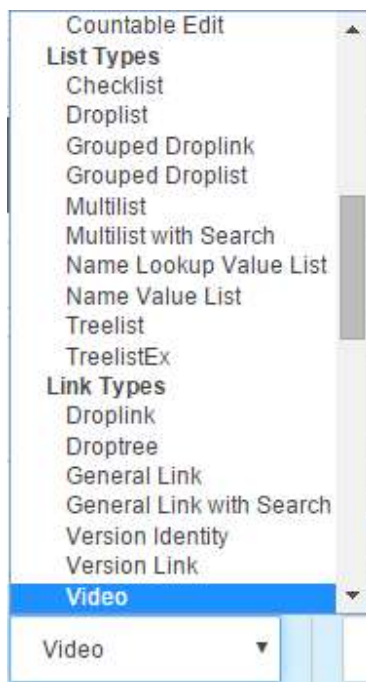 Countable Edit
List Types
Checklist
Droplist
Grouped Droplink
Grouped Droplist
Multilist
Multilist with Search
Name Lookup Value List
Name Value List
Treelist
TreelistEx
Link Types
Droplink
Droptree
General Link
General Link with Search
Version Identity
Version Link
Video
Video